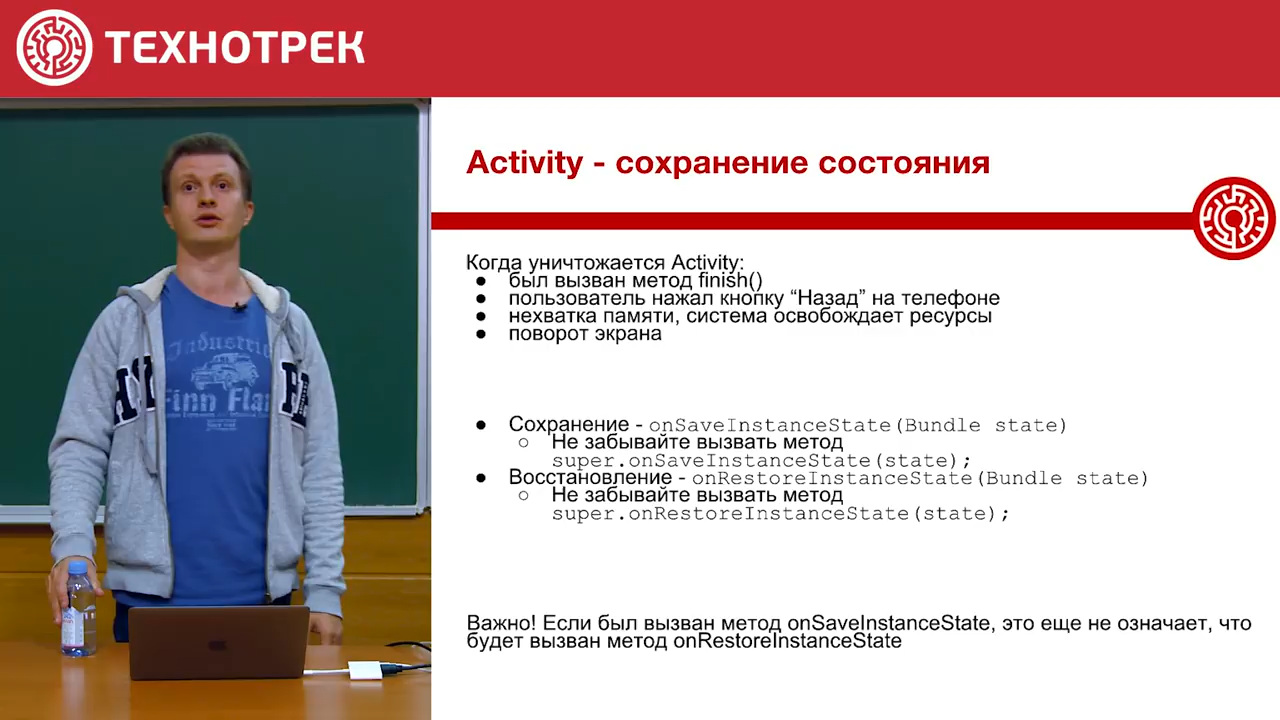 ТЕХНОТРЕК
Activity - сохранение состояния
Когда уничтожается Activity:
● был вызван метод finish()
● пользователь нажал кнопку “Назад” на телефоне
● нехватка памяти, система освобождает ресурсы
● поворот экрана
● Сохранение - onSaveInstanceState(Bundle state)
○ Не забывайте вызвать метод
super.onSaveInstanceState(state);
● Восстановление - onRestoreInstanceState(Bundle state)
○ Не забывайте вызвать метод
super.onRestoreInstanceState(state);
Важно! Если был вызван метод onSaveInstanceState, это еще не означает, что
будет вызван метод onRestoreInstanceState
Industrie
Finn Fla